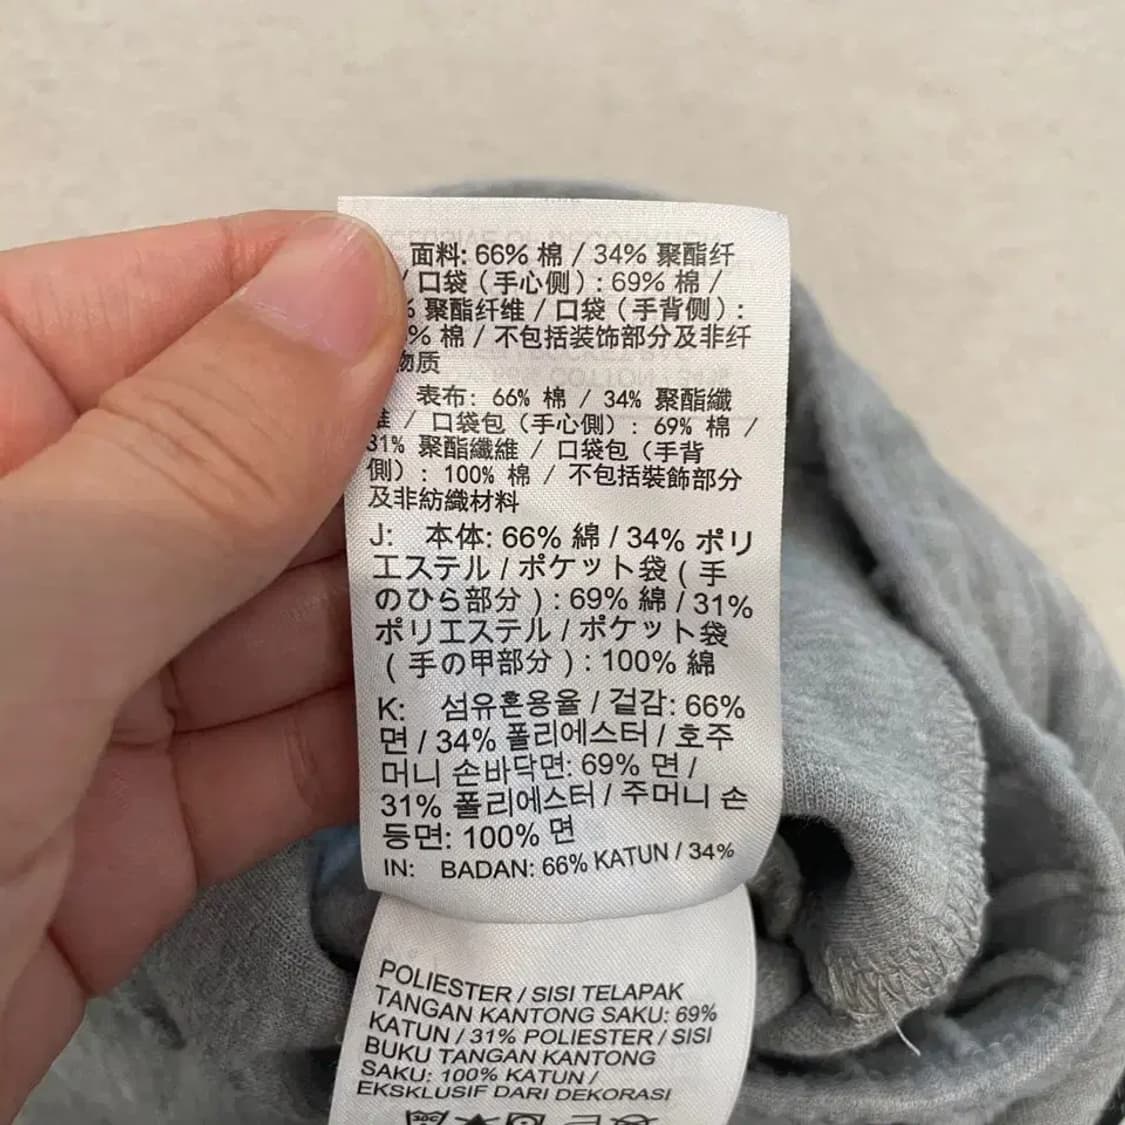 面料: 66% 棉 / 34% 聚酯纤
/ 口袋 ( 手心侧 ) : 69% 棉 /
% 聚酯纤维 / 口袋 ( 手背侧 ) :
% 棉 / 不包括装饰部分及非纤
物质
表布: 66% 棉 / 34% 聚酯纖
維 / 口袋包 (手心側) : 69% 棉 /
31% 聚酯纖維 / 口袋包 (手背
側) : 100% 棉 / 不包括裝飾部分
及非紡織材料
J: 本体: 66% 綿 / 34% ポリ
エステル / ポケット袋 ( 手
のひら部分 ) : 69% 綿 / 31%
ポリエステル / ポケット袋
( 手の甲部分 ) : 100% 綿
K: 섬유혼용율 / 겉감: 66%
면 / 34% 폴리에스터 / 호주
머니 손바닥면: 69% 면 /
31% 폴리에스터 / 주머니 손
등면: 100% 면
IN: BADAN: 66% KATUN / 34%
POLIESTER / SISI TELAPAK
TANGAN KANTONG SAKU: 69%
KATUN / 31% POLIESTER / SISI
BUKU TANGAN KANTONG
SAKU: 100% KATUN /
EKSKLUSIF DARI DEKORASI
30C